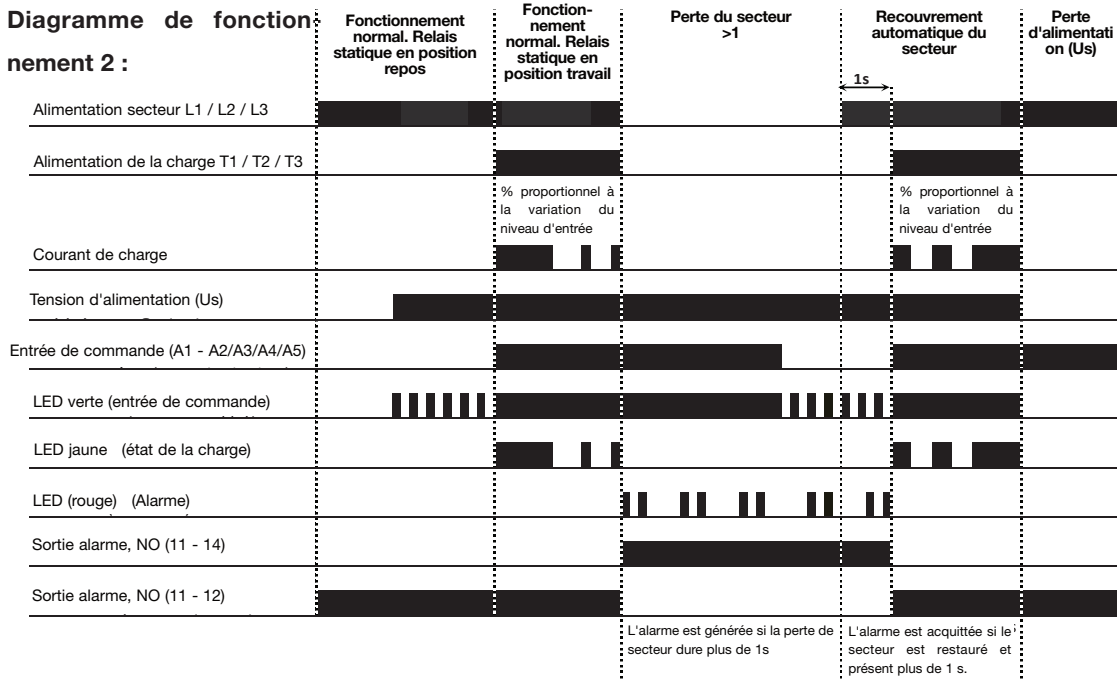 Diagramme de fonction-
nement 2 :
Fonctionnement
normal. Relais
statique en position
repos
Fonction-
nement
normal. Relais
statique en
position travail
Perte du secteur
>1
Recouvrement
automatique du
secteur
Perte
d'alimentati
on (Us)
1s
Alimentation secteur L1 / L2 / L3
Alimentation de la charge T1 / T2 / T3
% proportionnel à
la variation du
niveau d'entrée
% proportionnel à
la variation du
niveau d'entrée
Courant de charge
Tension d'alimentation (Us)
Entrée de commande (A1 - A2/A3/A4/A5)
LED verte (entrée de commande)
LED jaune (état de la charge)
LED (rouge) (Alarme)
Sortie alarme, NO (11 - 14)
Sortie alarme, NO (11 - 12)
L'alarme est générée si la perte de
secteur dure plus de 1s
L'alarme est acquittée si le
secteur est restauré et
présent plus de 1 s.